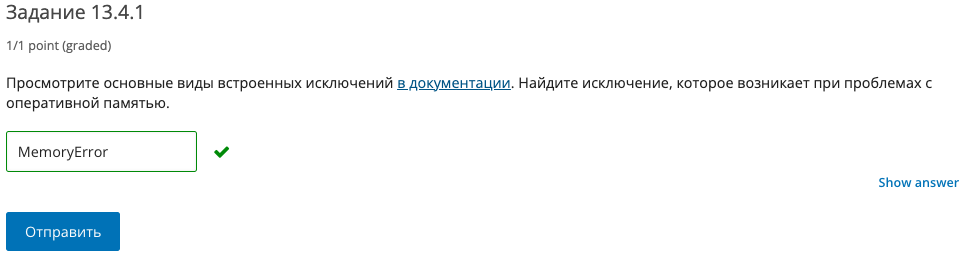 Задание 13.4.1
1/1 point (graded)
Просмотрите основные виды встроенных исключений в документации. Найдите исключение, которое возникает при проблемах с
оперативной памятью.
MemoryError
Show answer
Отправить